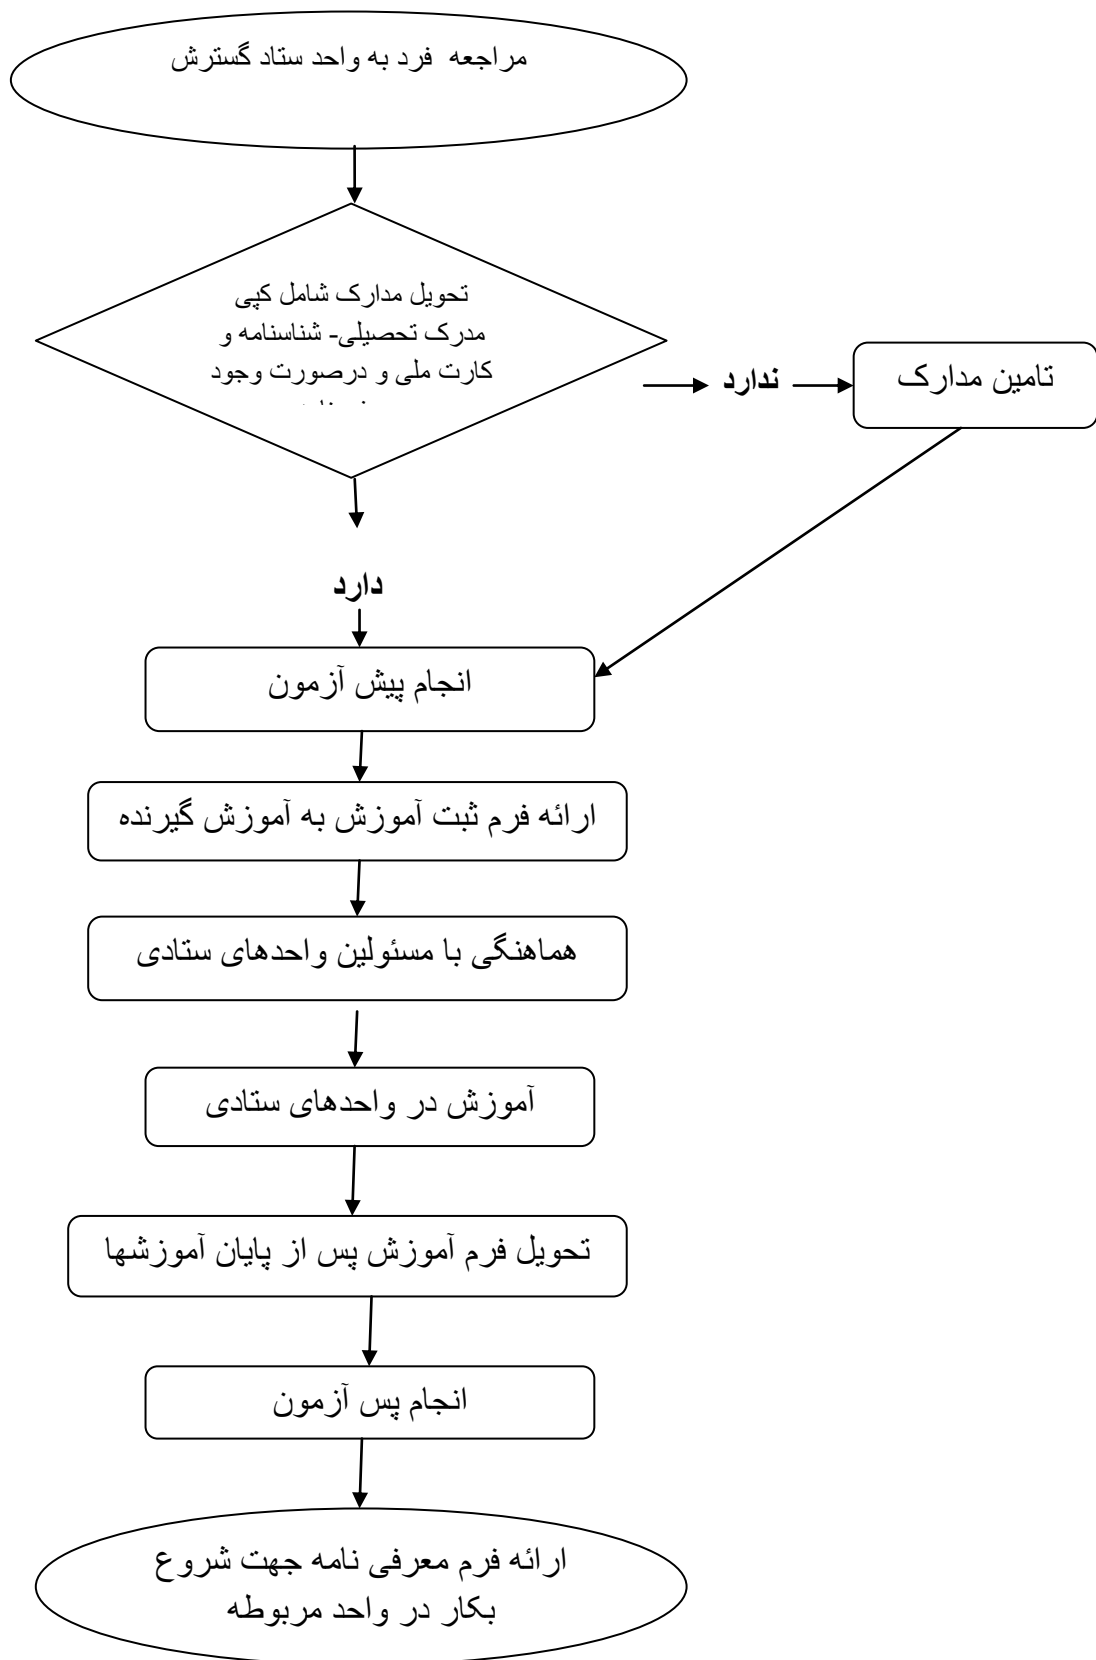 مراجعه فرد به واحد ستاد گسترش
تحویل مدارک شامل کپی
مدرک تحصیلی- شناسنامه و
کارت ملی و درصورت وجود
ندارد
تامین مدارک
دارد
انجام پیش آزمون
ارائه فرم ثبت آموزش به آموزش گیرنده
هماهنگی با مسئولین واحدهای ستادی
آموزش در واحدهای ستادی
تحویل فرم آموزش پس از پایان آموزشها
انجام پس آزمون
ارائه فرم معرفی نامه جهت شروع
بکار در واحد مربوطه